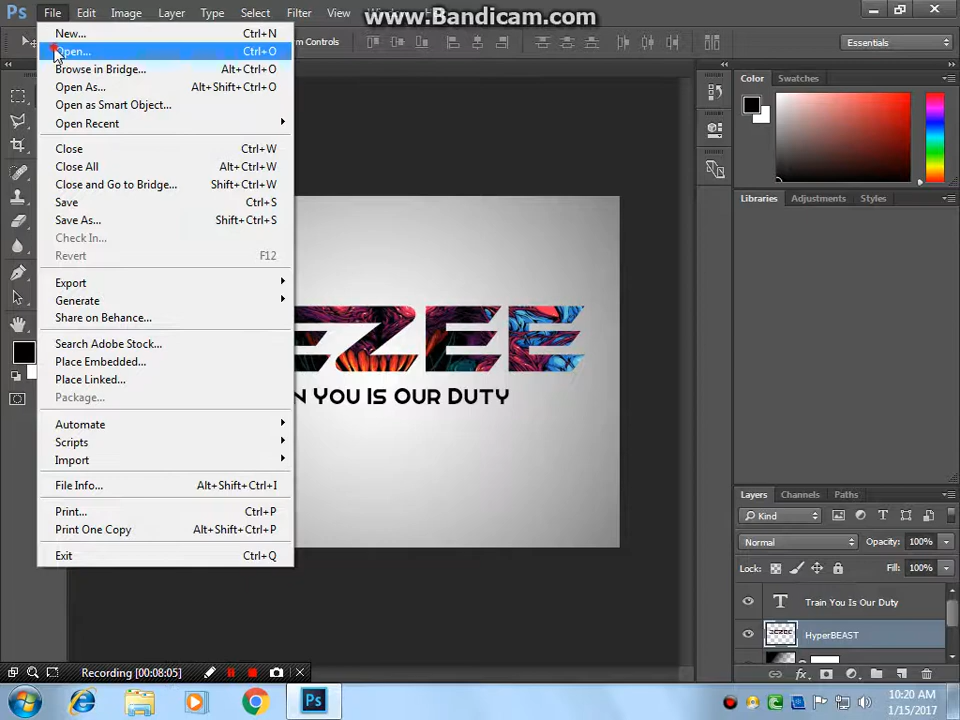 www.Bandicam.com
Ps File Edit Image Layer Type Select Filter View
m Controls
Essentials
New... Ctrl+N
Open... Ctrl+O
Browse in Bridge... Alt+Ctrl+O
Open As... Alt+Shift+Ctrl+O
Open as Smart Object...
Open Recent
Close Ctrl+W
Close All Alt+Ctrl+W
Close and Go to Bridge... Shift+Ctrl+W
Save Ctrl+S
Save As... Shift+Ctrl+S
Check In...
Revert F12
Export
Generate
Share on Behance...
Search Adobe Stock...
Place Embedded...
Place Linked...
Package...
Automate
Scripts
Import
File Info... Alt+Shift+Ctrl+I
Print... Ctrl+P
Print One Copy Alt+Shift+Ctrl+P
Exit Ctrl+Q
EZEE
N You Is Our Duty
Color Swatches
Libraries Adjustments Styles
Layers Channels Paths
Kind
Normal Opacity: 100%
Lock: Fill: 100%
T Train You Is Our Duty
HyperBEAST
Recording [00:08:05]
Ps
10:20 AM
1/15/2017